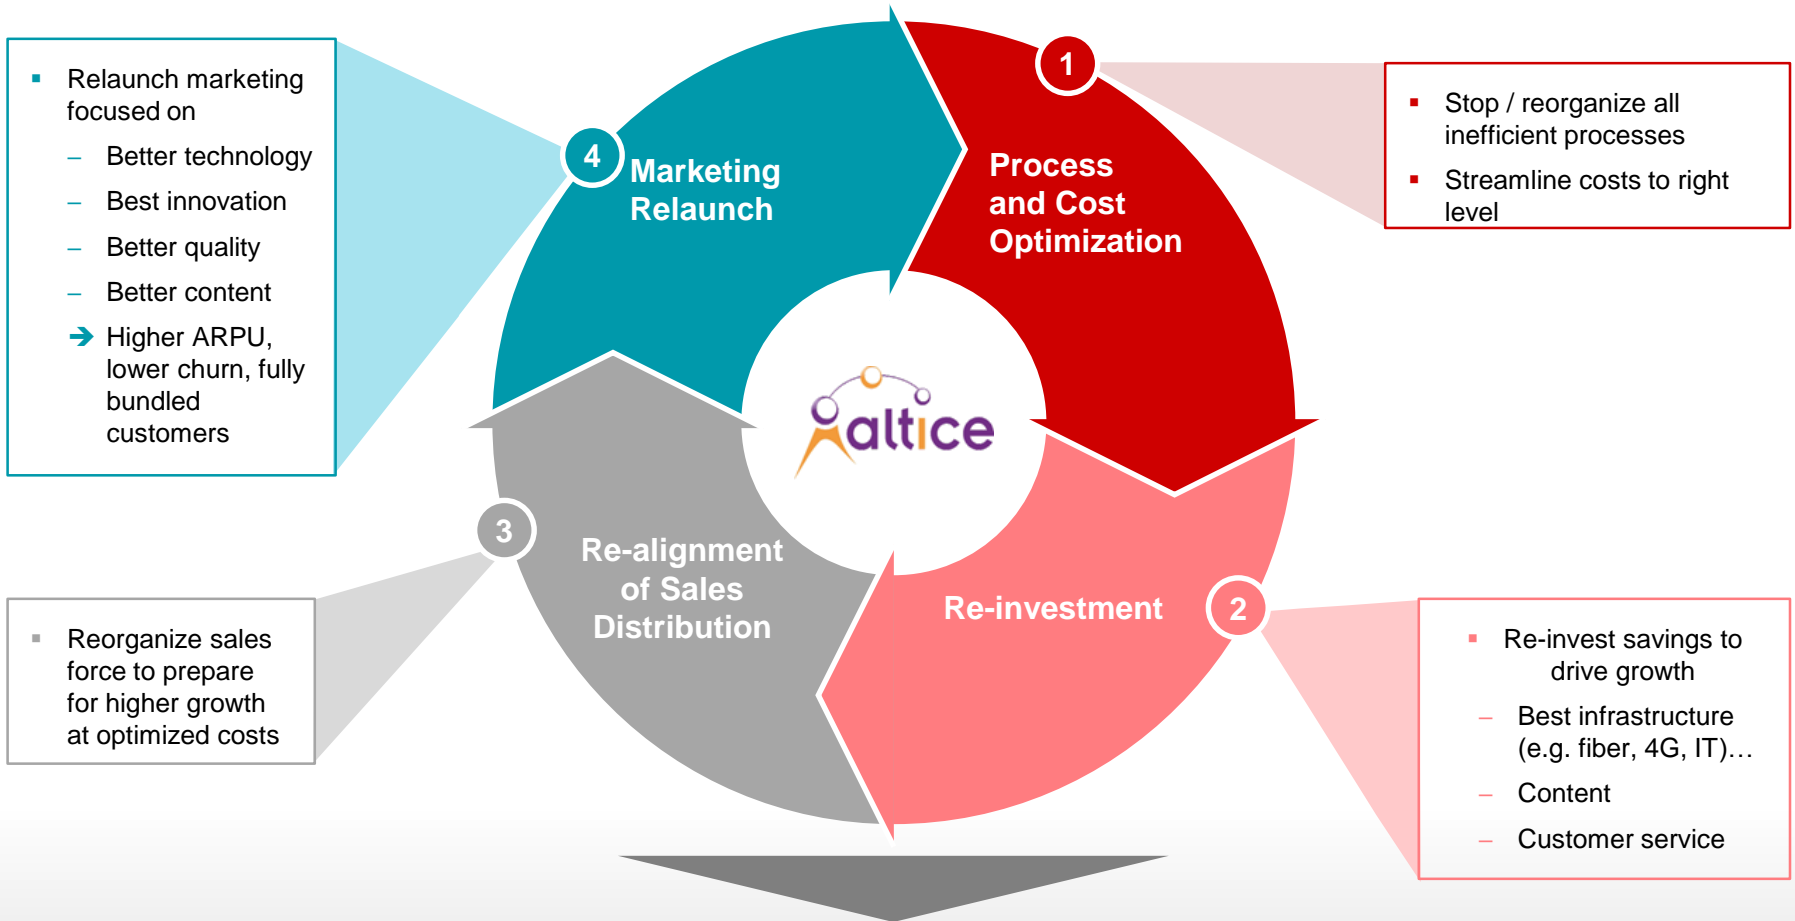 1
Process
and Cost
Optimization
▪ Stop / reorganize all
inefficient processes
▪ Streamline costs to right
level
2
Re-investment
▪ Re-invest savings to
drive growth
– Best infrastructure
(e.g. fiber, 4G, IT)…
– Content
– Customer service
3
Re-alignment
of Sales
Distribution
▪ Reorganize sales
force to prepare
for higher growth
at optimized costs
4
Marketing
Relaunch
▪ Relaunch marketing
focused on
– Better technology
– Best innovation
– Better quality
– Better content
➔ Higher ARPU,
lower churn, fully
bundled
customers
altice